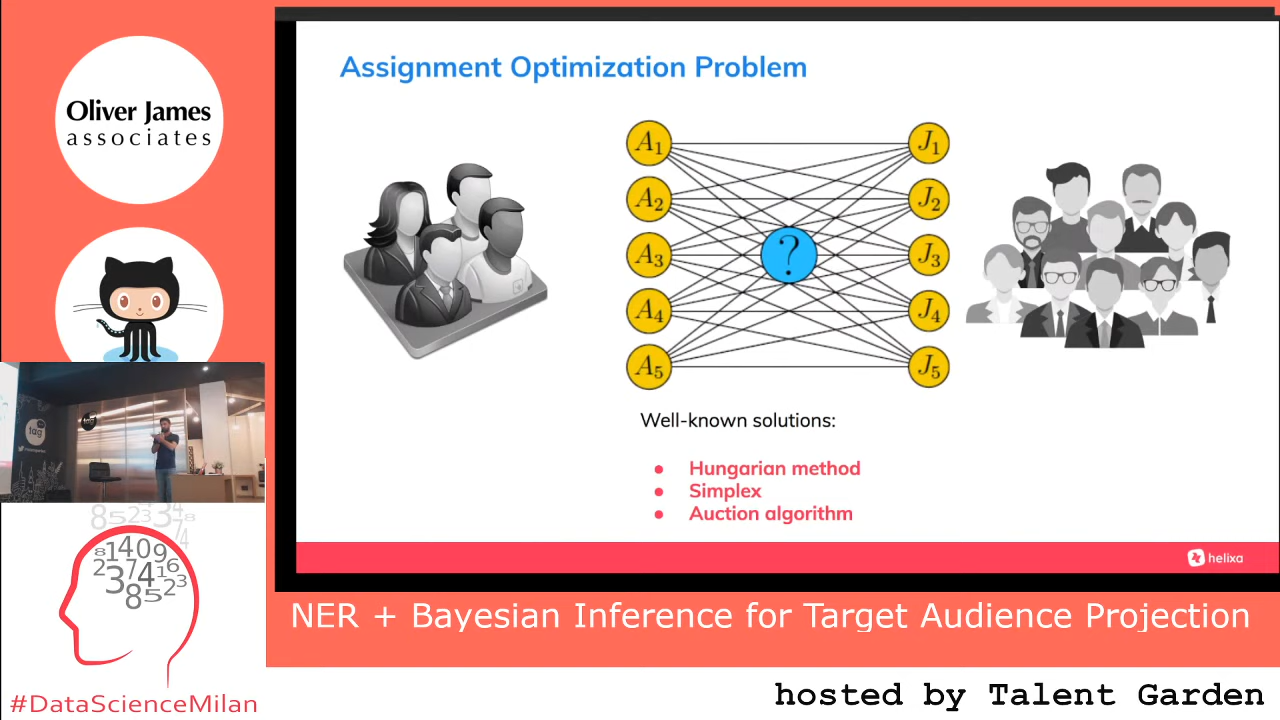 Oliver James
associates
Assignment Optimization Problem
A1
A2
A3
A4
A5
?
J1
J2
J3
J4
J5
Well-known solutions:
● Hungarian method
● Simplex
● Auction algorithm
helixa
tag
NER + Bayesian Inference for Target Audience Projection
#DataScienceMilan
hosted by Talent Garden